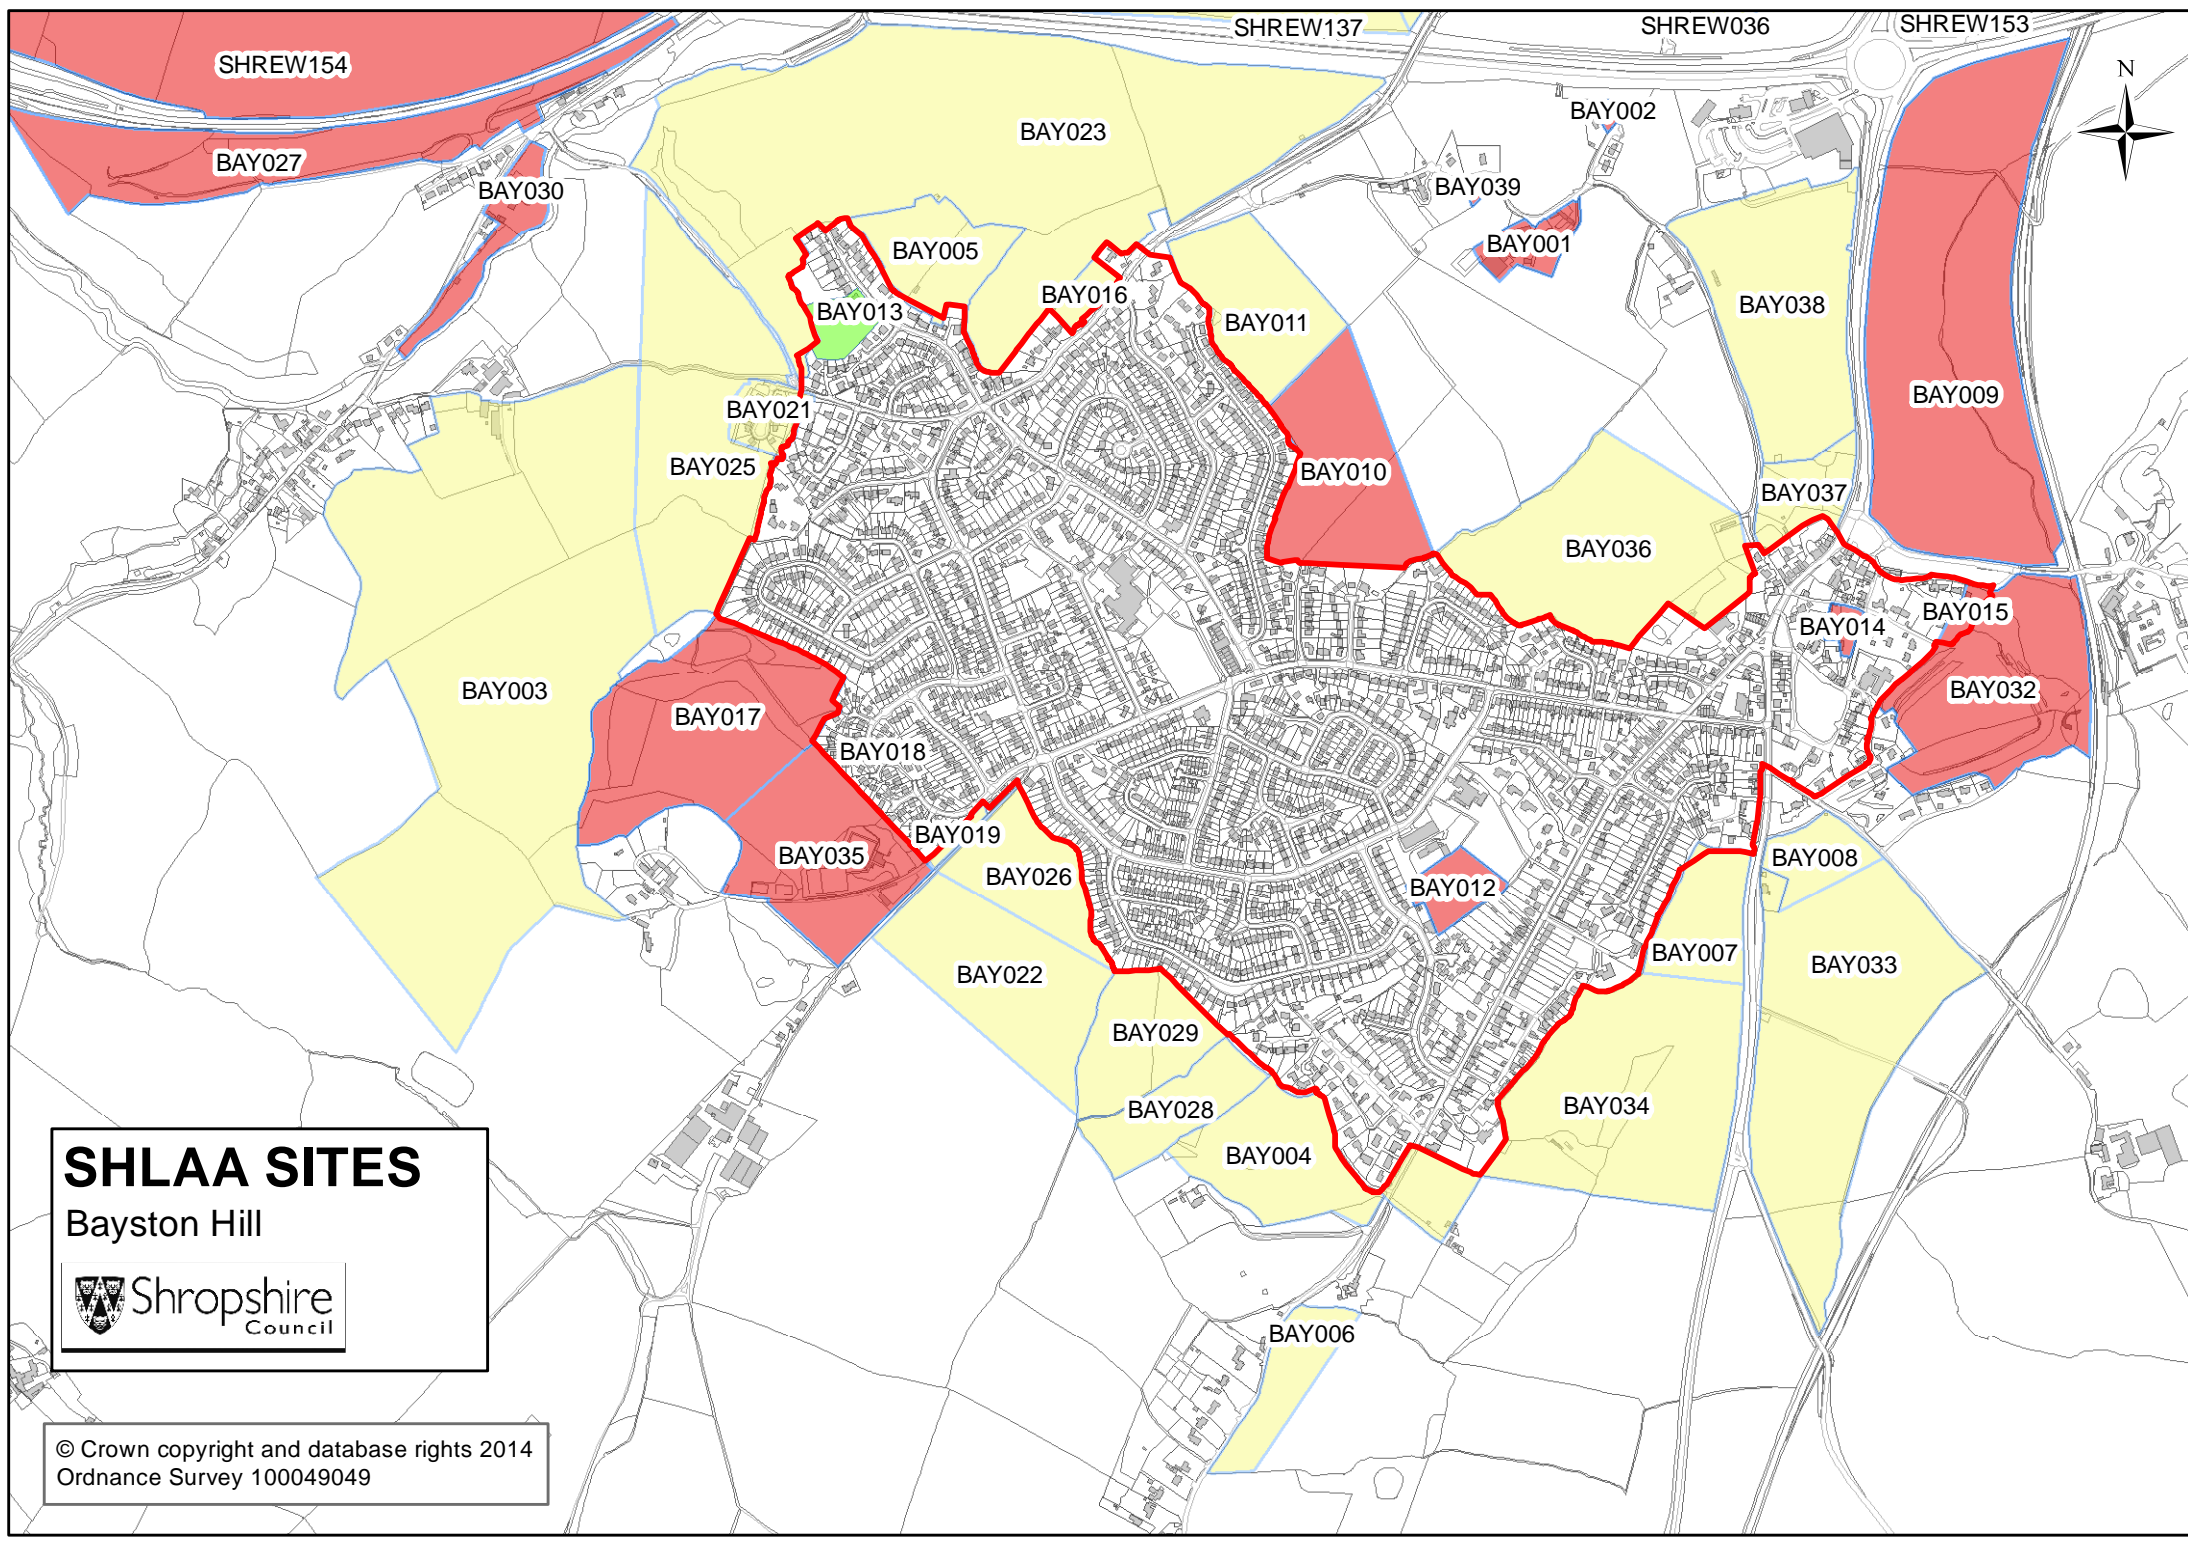 SHREW137
SHREW036
SHREW153
SHREW154
N
BAY002
BAY023
BAY027
BAY030
BAY039
BAY001
BAY005
BAY016
BAY038
BAY013
BAY011
BAY009
BAY021
BAY025
BAY010
BAY037
BAY036
BAY015
BAY014
BAY003
BAY017
BAY032
BAY018
BAY019
BAY035
BAY026
BAY008
BAY012
BAY007
BAY033
BAY022
BAY029
BAY028
BAY034
BAY004
BAY006
SHLAA SITES
Bayston Hill
Shropshire
Council
© Crown copyright and database rights 2014
Ordnance Survey 100049049